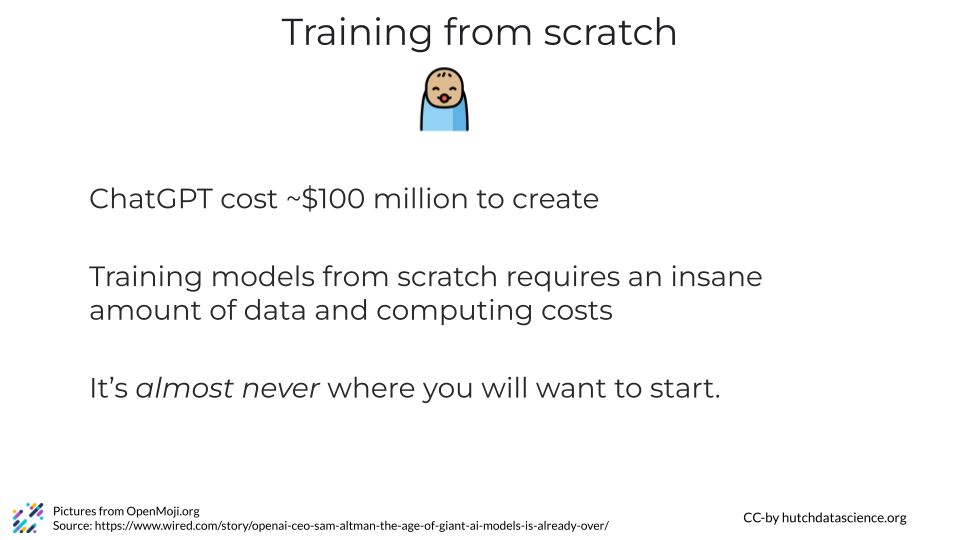 Training from scratch
ChatGPT cost ~$100 million to create
Training models from scratch requires an insane
amount of data and computing costs
It’s almost never where you will want to start.
Pictures from OpenMoji.org
Source: https://www.wired.com/story/openai-ceo-sam-altman-the-age-of-giant-ai-models-is-already-over/
CC-by hutchdatascience.org